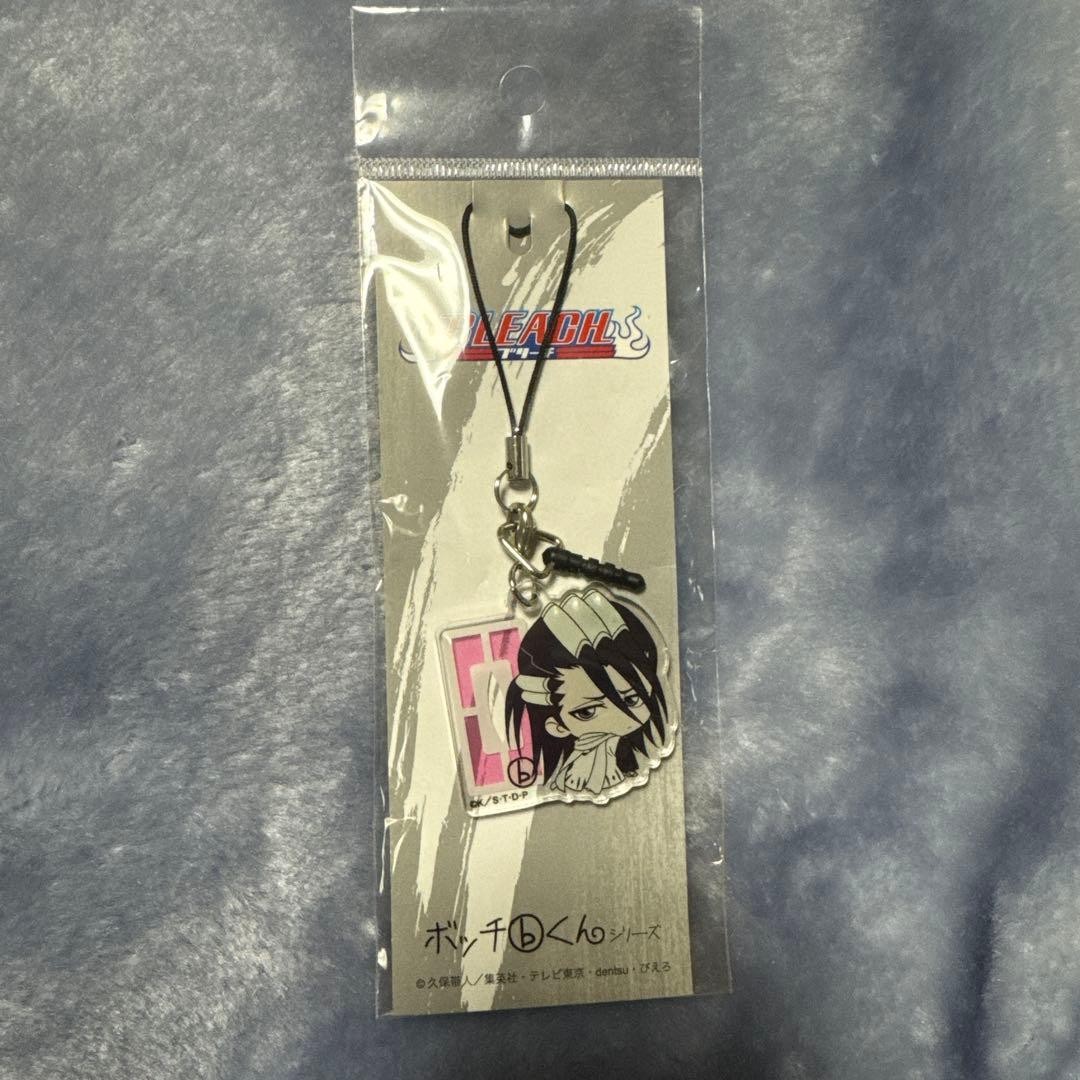 BLEACH
ブリーチ
b
©K/S・T・D・P
ボッチⓑくんシリーズ
©久保帯人/集英社・テレビ東京・dentsu・ぴえろ